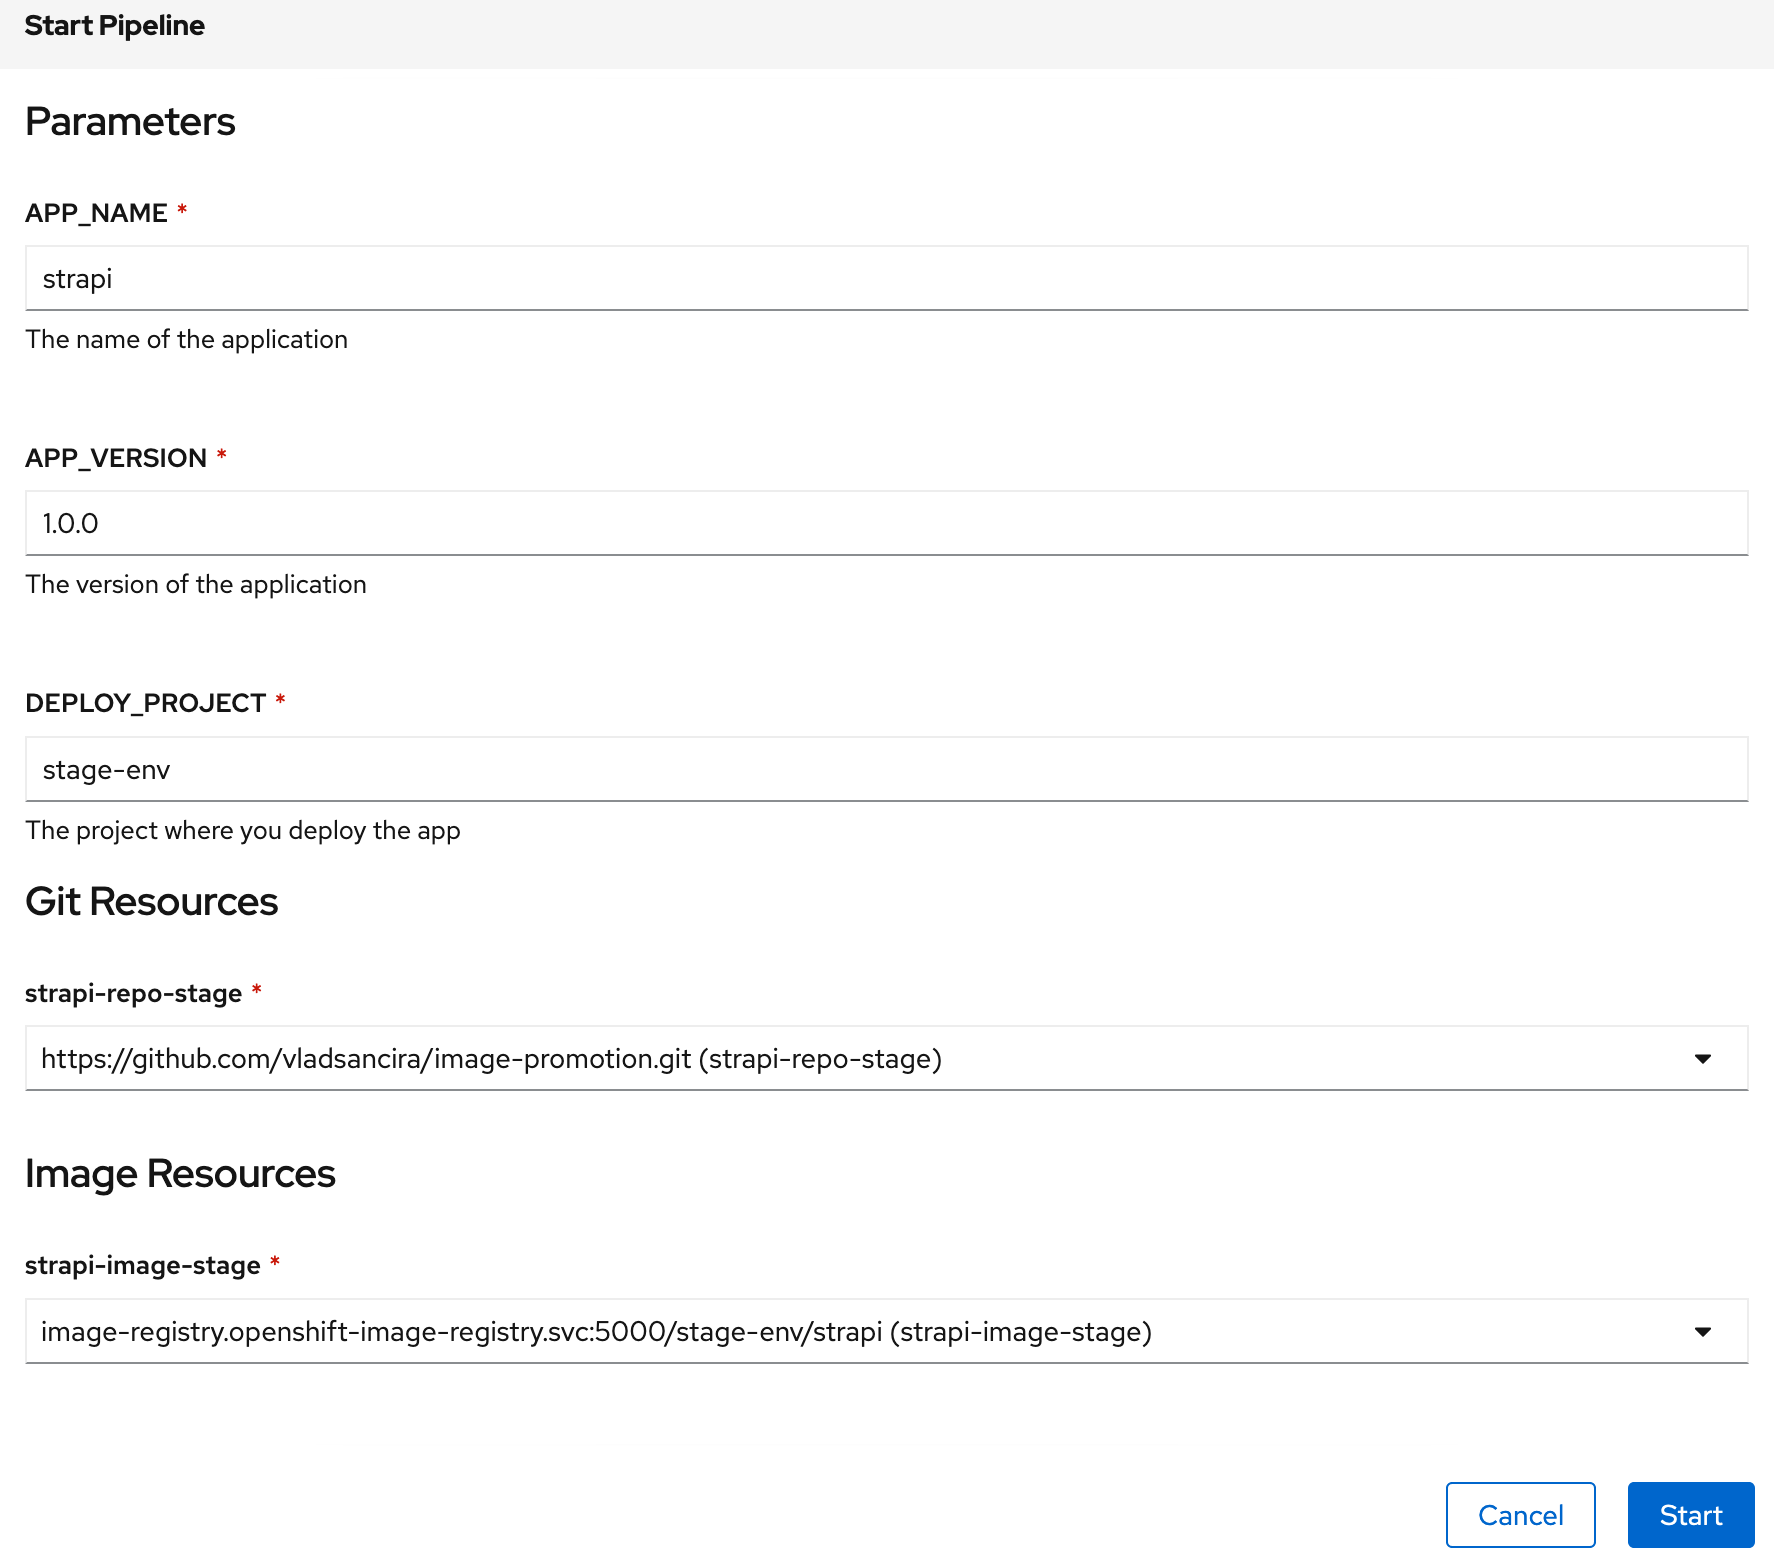 Start Pipeline
Parameters
APP_NAME *
strapi
The name of the application
APP_VERSION *
1.0.0
The version of the application
DEPLOY_PROJECT *
stage-env
The project where you deploy the app
Git Resources
strapi-repo-stage *
https://github.com/vladsancira/image-promotion.git (strapi-repo-stage)
Image Resources
strapi-image-stage *
image-registry.openshift-image-registry.svc:5000/stage-env/strapi (strapi-image-stage)
Cancel Start